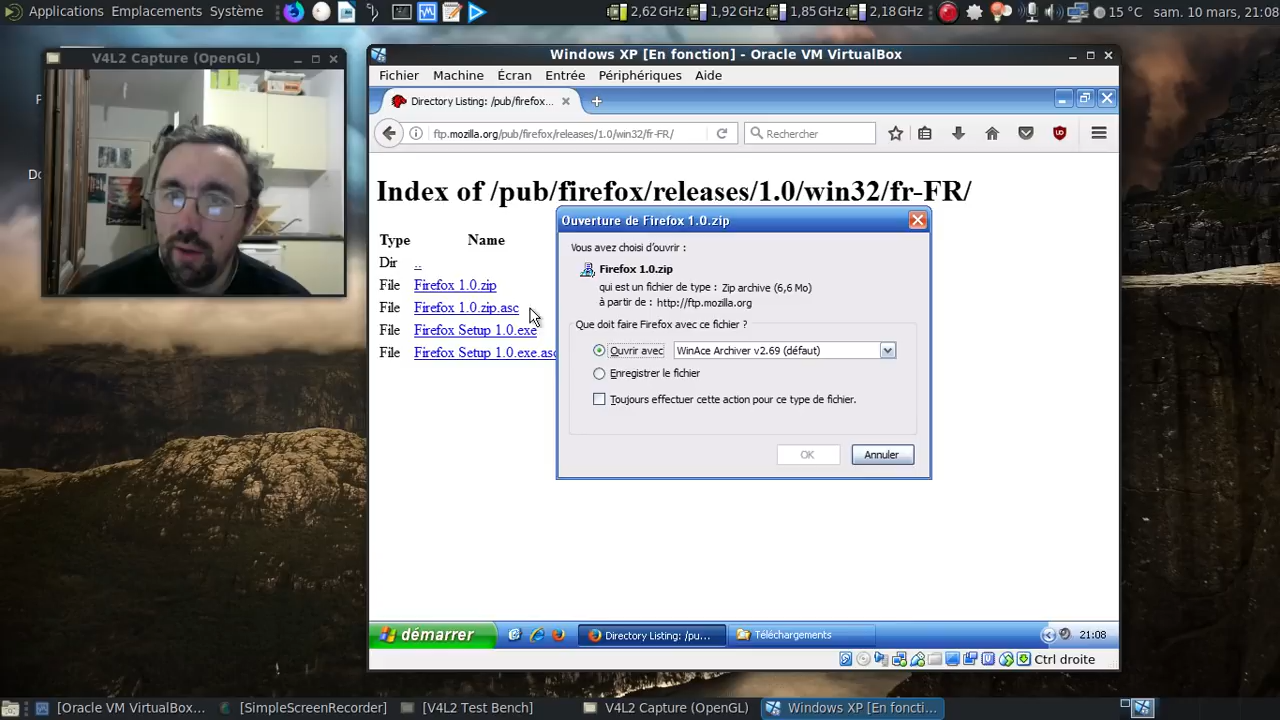 Applications Emplacements Système
2,62 GHz 1,92 GHz 1,85 GHz 2,18 GHz 15 °C sam. 10 mars, 21:08
V4L2 Capture (OpenGL)
Windows XP [En fonction] - Oracle VM VirtualBox
Fichier Machine Écran Entrée Périphériques Aide
Directory Listing: /pub/firefox...
ftp.mozilla.org/pub/firefox/releases/1.0/win32/fr-FR/
Rechercher
Index of /pub/firefox/releases/1.0/win32/fr-FR/
Type Name
Dir ..
File Firefox 1.0.zip
File Firefox 1.0.zip.asc
File Firefox Setup 1.0.exe
File Firefox Setup 1.0.exe.asc
Ouverture de Firefox 1.0.zip
Vous avez choisi d'ouvrir :
Firefox 1.0.zip
qui est un fichier de type : Zip archive (6,6 Mo)
à partir de : http://ftp.mozilla.org
Que doit faire Firefox avec ce fichier ?
Ouvrir avec WinAce Archiver v2.69 (défaut)
Enregistrer le fichier
Toujours effectuer cette action pour ce type de fichier.
OK Annuler
démarrer
Directory Listing: /pu...
Téléchargements
21:08
Ctrl droite
[Oracle VM VirtualBox... [SimpleScreenRecorder] [V4L2 Test Bench] V4L2 Capture (OpenGL) Windows XP [En foncti...